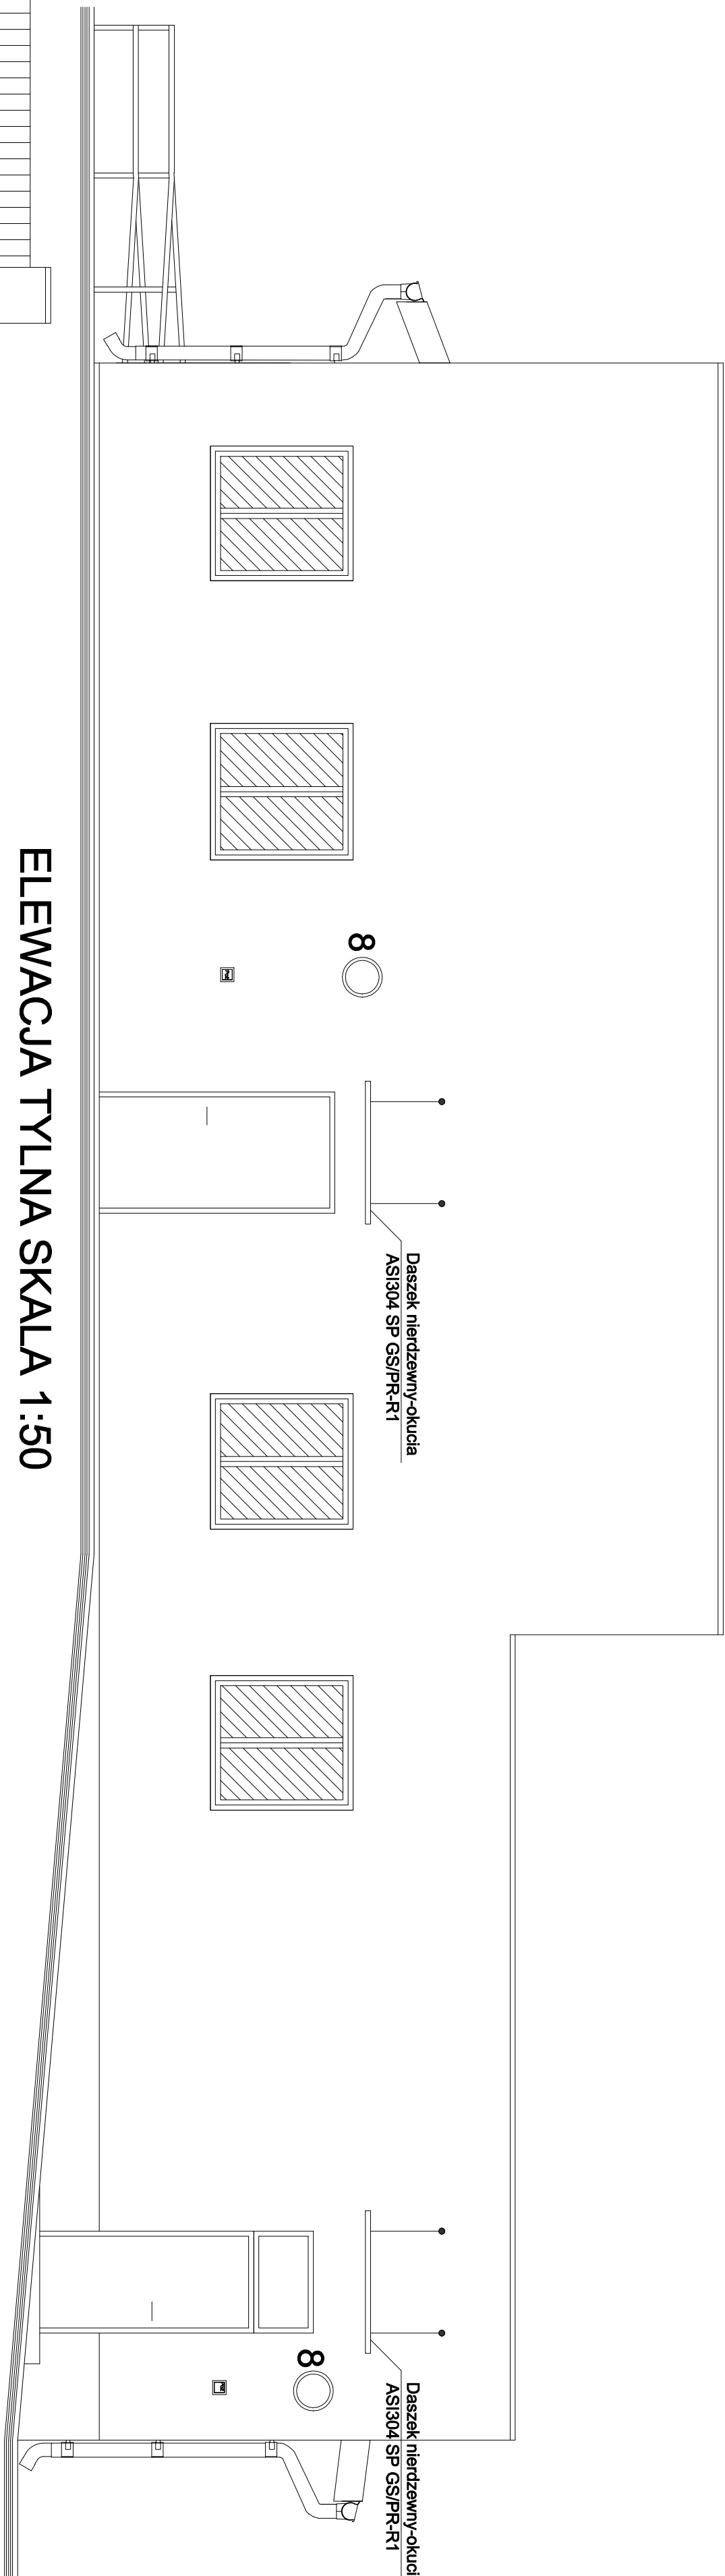 8
Daszek nierdzewny-okucia
ASI304 SP GS/PR-R1
8
Daszek nierdzewny-okuci
ASI304 SP GS/PR-R1
ELEWACJA TYLNA SKALA 1:50